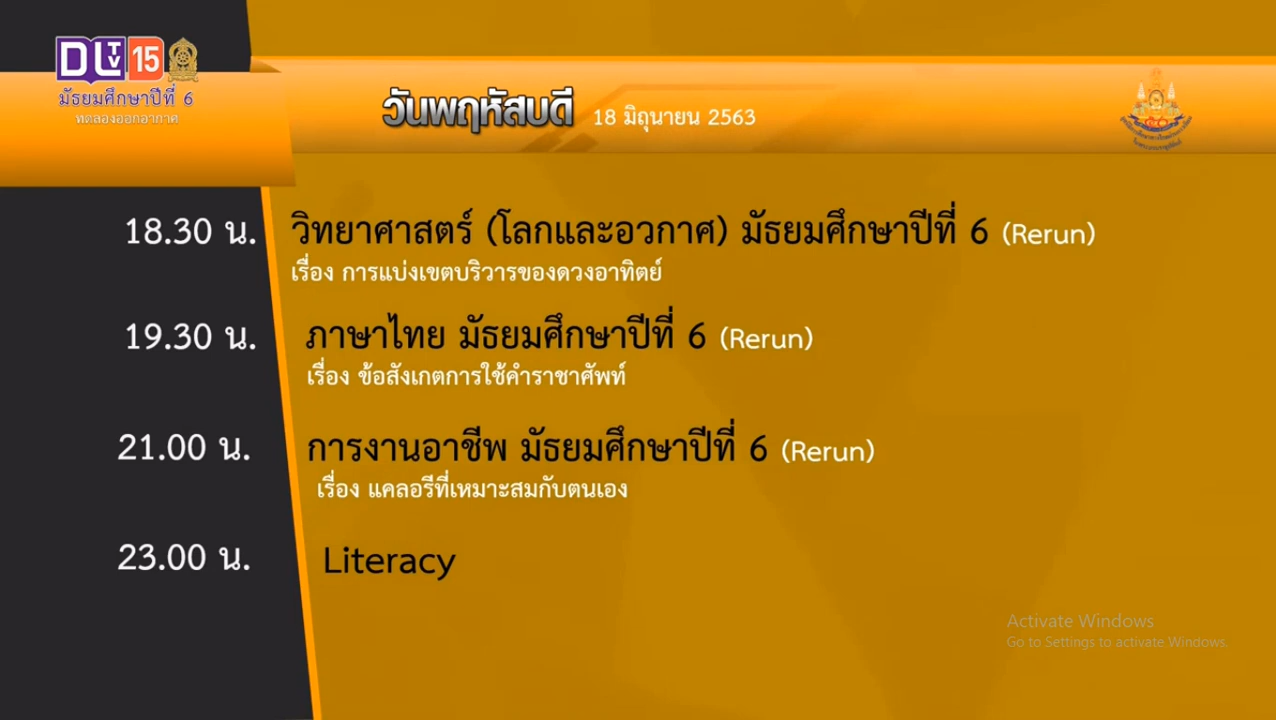 DLTV 15
มัธยมศึกษาปีที่ 6
ทดลองออกอากาศ
วันพฤหัสบดี 18 มิถุนายน 2563
18.30 น. วิทยาศาสตร์ (โลกและอวกาศ) มัธยมศึกษาปีที่ 6 (Rerun)
เรื่อง การแบ่งเขตบริวารของดวงอาทิตย์
19.30 น. ภาษาไทย มัธยมศึกษาปีที่ 6 (Rerun)
เรื่อง ข้อสังเกตการใช้คำราชาศัพท์
21.00 น. การงานอาชีพ มัธยมศึกษาปีที่ 6 (Rerun)
เรื่อง แคลอรีที่เหมาะสมกับตนเอง
23.00 น. Literacy
Activate Windows
Go to Settings to activate Windows.